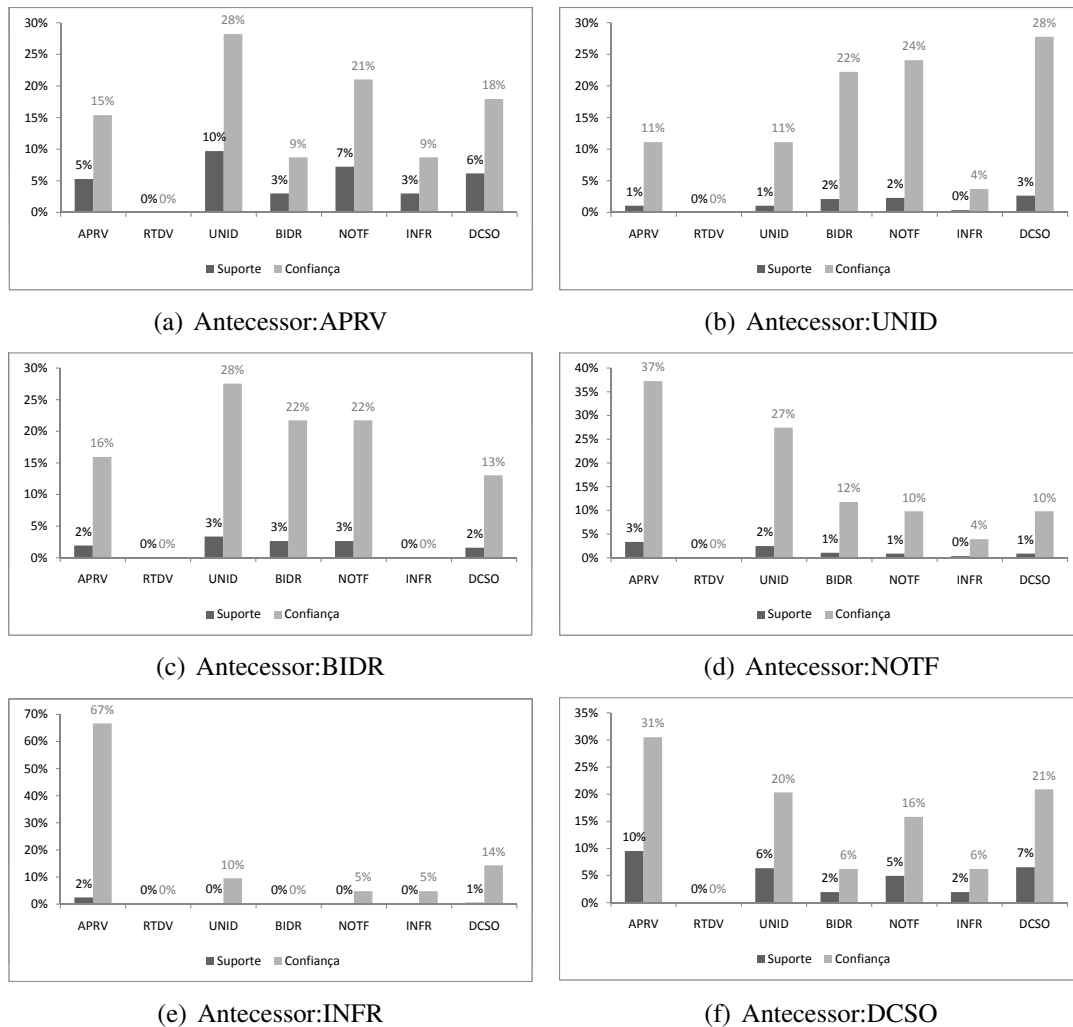 30%
25%
20%
15%
10%
5%
0%
5% 15% 0% 0% 10% 28% 3% 9% 7% 21% 3% 9% 6% 18%
APRV RTDV UNID BIDR NOTF INFR DCSO
Suporte Confiança
(a) Antecessor:APRV
30%
25%
20%
15%
10%
5%
0%
1% 11% 0% 0% 1% 11% 2% 22% 2% 24% 0% 4% 3% 28%
APRV RTDV UNID BIDR NOTF INFR DCSO
Suporte Confiança
(b) Antecessor:UNID
30%
25%
20%
15%
10%
5%
0%
2% 16% 0% 0% 3% 28% 3% 22% 3% 22% 0% 0% 2% 13%
APRV RTDV UNID BIDR NOTF INFR DCSO
Suporte Confiança
(c) Antecessor:BIDR
40%
35%
30%
25%
20%
15%
10%
5%
0%
3% 37% 0% 0% 2% 27% 1% 12% 1% 10% 0% 4% 1% 10%
APRV RTDV UNID BIDR NOTF INFR DCSO
Suporte Confiança
(d) Antecessor:NOTF
70%
60%
50%
40%
30%
20%
10%
0%
2% 67% 0% 0% 0% 10% 0% 0% 0% 5% 0% 5% 1% 14%
APRV RTDV UNID BIDR NOTF INFR DCSO
Suporte Confiança
(e) Antecessor:INFR
35%
30%
25%
20%
15%
10%
5%
0%
10% 31% 0% 0% 6% 20% 2% 6% 5% 16% 2% 6% 7% 21%
APRV RTDV UNID BIDR NOTF INFR DCSO
Suporte Confiança
(f) Antecessor:DCSO